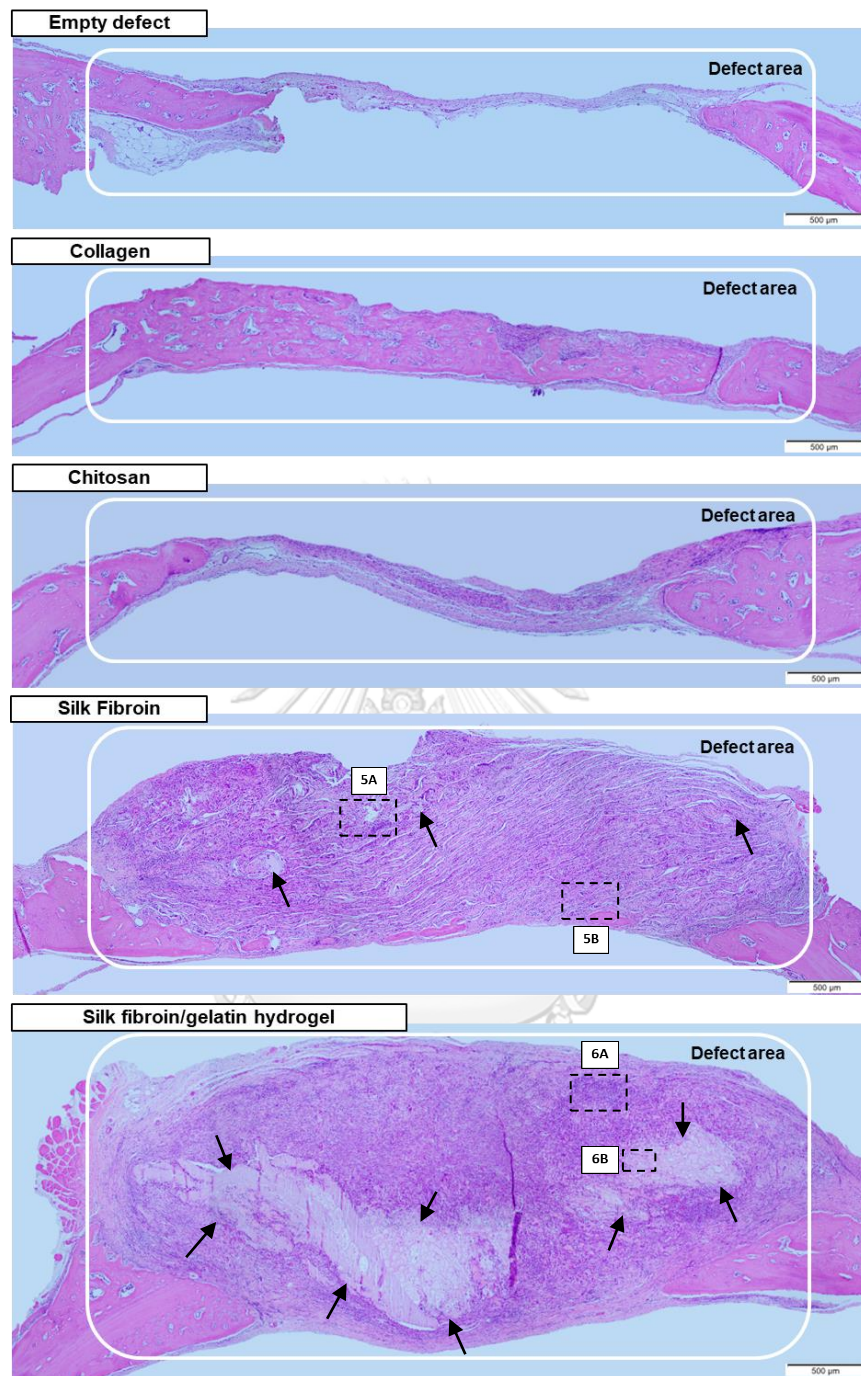 Empty defect
Defect area
500 µm
Collagen
Defect area
500 µm
Chitosan
Defect area
500 µm
Silk Fibroin
Defect area
5A
5B
500 µm
Silk fibroin/gelatin hydrogel
6A
Defect area
6B
500 µm